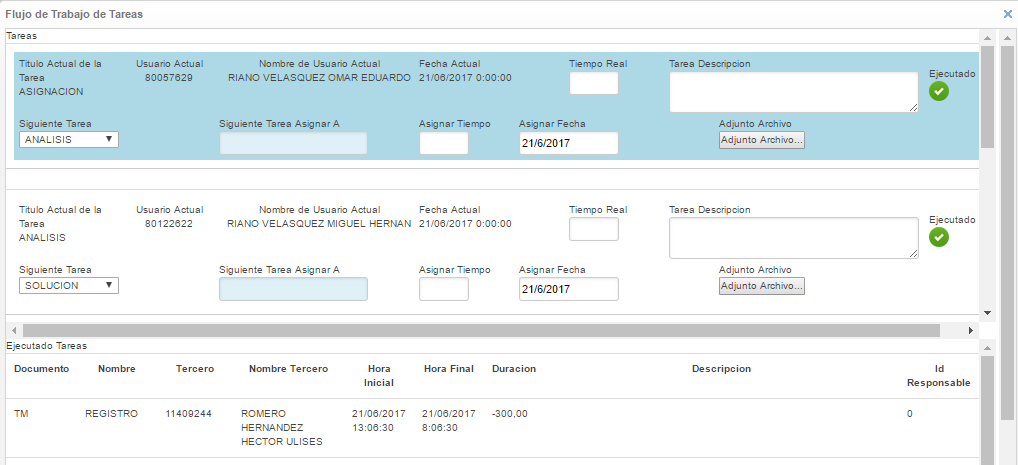 Flujo de Trabajo de Tareas
Tareas
Titulo Actual de la Tarea
ASIGNACION
Usuario Actual
80057629
Nombre de Usuario Actual
RIANO VELASQUEZ OMAR EDUARDO
Fecha Actual
21/06/2017 0:00:00
Tiempo Real
Tarea Descripcion
Ejecutado
Siguiente Tarea
ANALISIS
Siguiente Tarea Asignar A
Asignar Tiempo
Asignar Fecha
21/6/2017
Adjunto Archivo
Adjunto Archivo...
Titulo Actual de la Tarea
ANALISIS
Usuario Actual
80122622
Nombre de Usuario Actual
RIANO VELASQUEZ MIGUEL HERNAN
Fecha Actual
21/06/2017 0:00:00
Tiempo Real
Tarea Descripcion
Ejecutado
Siguiente Tarea
SOLUCION
Siguiente Tarea Asignar A
Asignar Tiempo
Asignar Fecha
21/6/2017
Adjunto Archivo
Adjunto Archivo...
Ejecutado Tareas
Documento Nombre Tercero Nombre Tercero Hora Inicial Hora Final Duracion Descripcion Id Responsable
TM REGISTRO 11409244 ROMERO HERNANDEZ HECTOR ULISES 21/06/2017 13:06:30 21/06/2017 8:06:30 -300,00 0